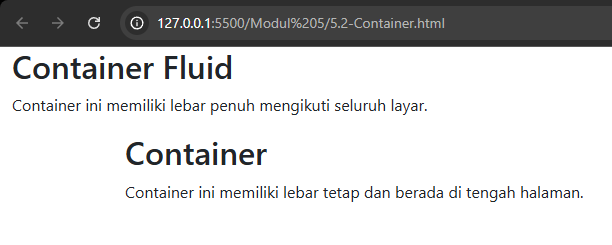 127.0.0.1:5500/Modul%205/5.2-Container.html
Container Fluid
Container ini memiliki lebar penuh mengikuti seluruh layar.
Container
Container ini memiliki lebar tetap dan berada di tengah halaman.